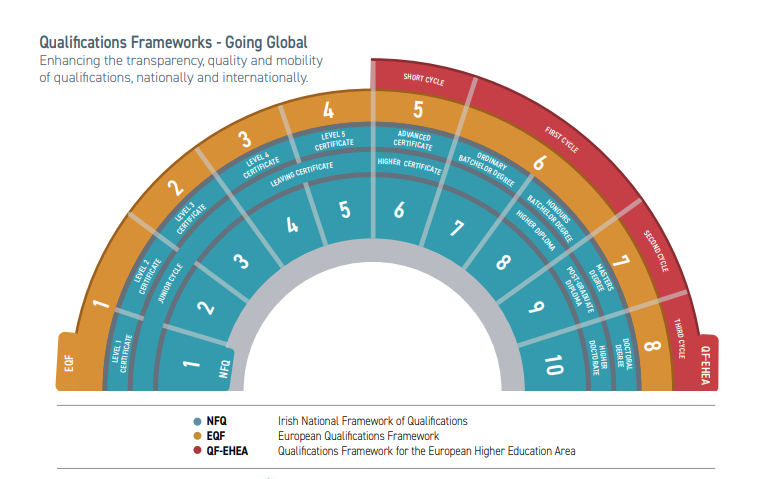 Qualifications Frameworks - Going Global
Enhancing the transparency, quality and mobility
of qualifications, nationally and internationally.
SHORT CYCLE
FIRST CYCLE
SECOND CYCLE
THIRD CYCLE
QF-EHEA
EQF
1
2
3
4
5
6
7
8
LEVEL 1
CERTIFICATE
LEVEL 2
CERTIFICATE
LEVEL 3
CERTIFICATE
LEVEL 4
CERTIFICATE
LEVEL 5
CERTIFICATE
ADVANCED
CERTIFICATE
ORDINARY
BATCHELOR DEGREE
HONOURS
BATCHELOR DEGREE
MASTERS
DEGREE
DOCTORAL
DEGREE
JUNIOR CYCLE
LEAVING CERTIFICATE
HIGHER CERTIFICATE
HIGHER DIPLOMA
POST-GRADUATE
DIPLOMA
HIGHER
DOCTORATE
NFQ
1
2
3
4
5
6
7
8
9
10
NFQ Irish National Framework of Qualifications
EQF European Qualifications Framework
QF-EHEA Qualifications Framework for the European Higher Education Area